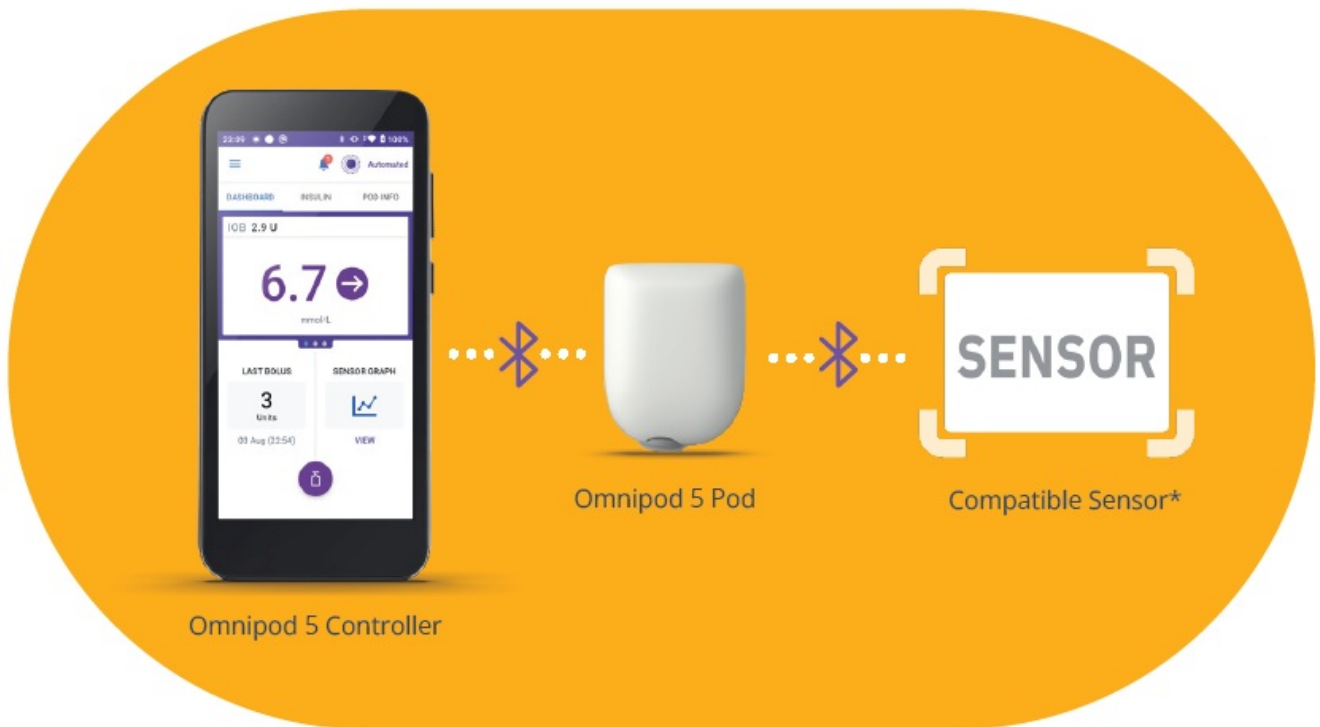 23:09 100%
Automated
DASHBOARD INSULIN POD INFO
IOB 2.9 U
6.7
mmol/L
LAST BOLUS SENSOR GRAPH
3
Units
03 Aug (22:54) VIEW
SENSOR
Omnipod 5 Pod
Compatible Sensor*
Omnipod 5 Controller